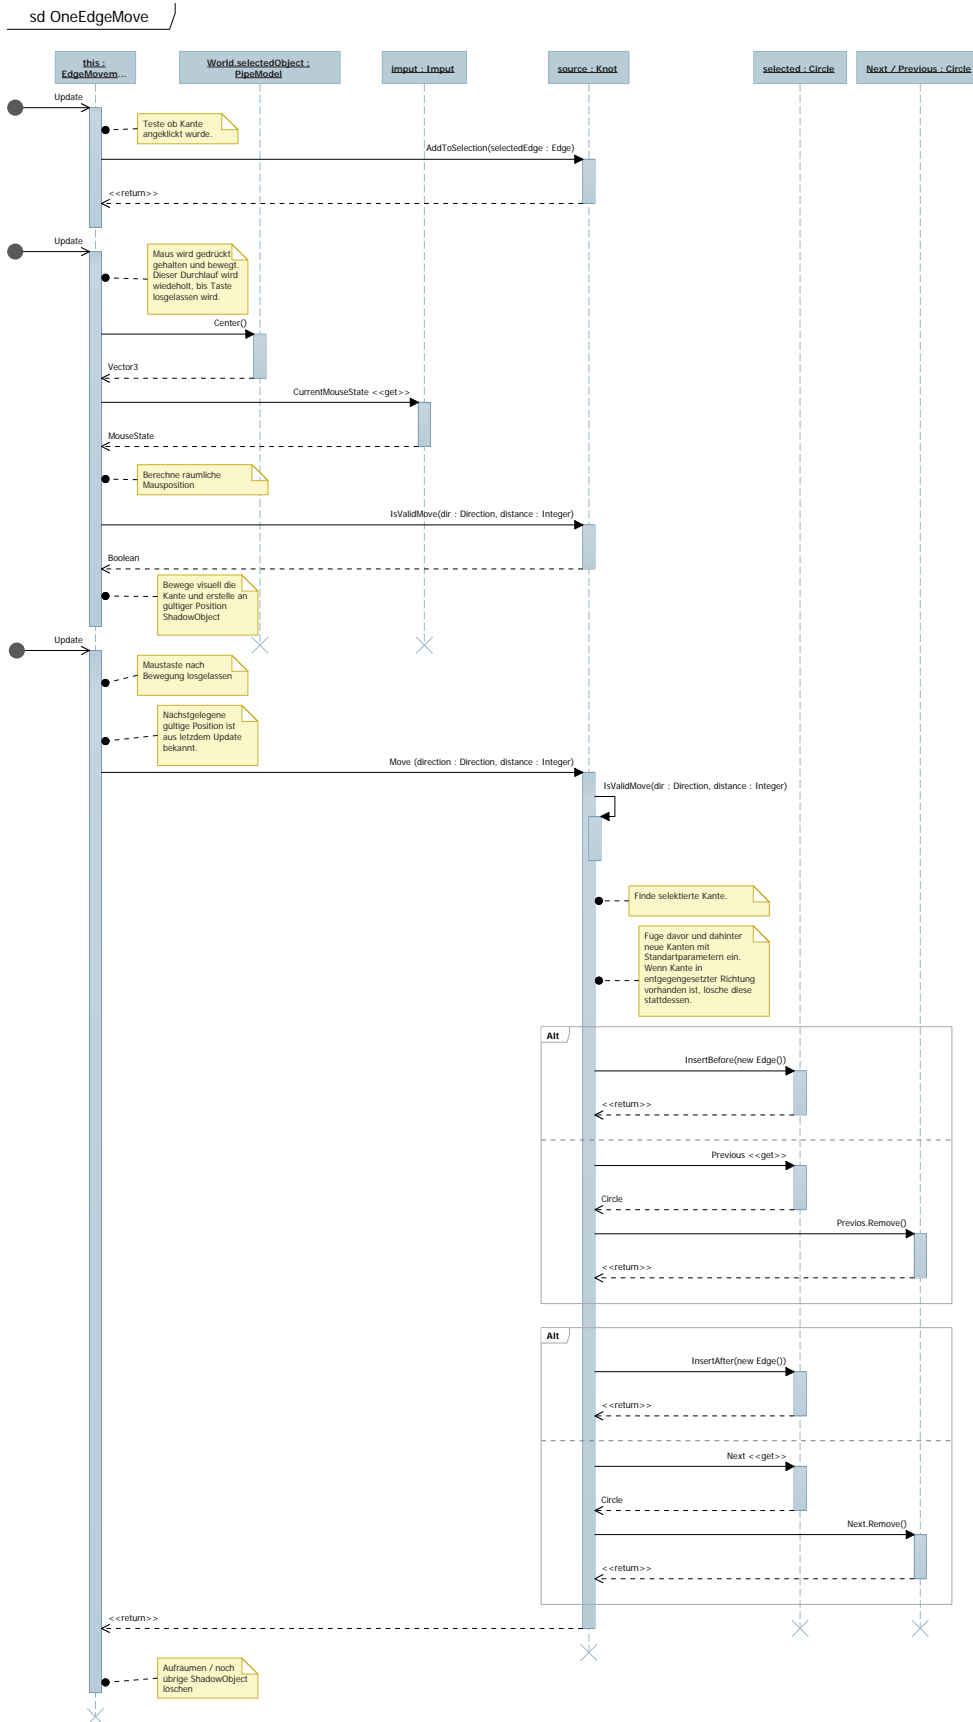 sd OneEdgeMove
this :
EdgeMovem...
World.selectedObject :
PipeModel
imput : Imput
source : Knot
selected : Circle
Next / Previous : Circle
Update
Teste ob Kante
angeklickt wurde.
AddToSelection(selectedEdge : Edge)
<<return>>
Update
Maus wird gedrückt
gehalten und bewegt.
Dieser Durchlauf wird
wiedeholt, bis Taste
losgelassen wird.
Center()
Vector3
CurrentMouseState <<get>>
MouseState
Berechne räumliche
Mausposition
IsValidMove(dir : Direction, distance : Integer)
Boolean
Bewege visuell die
Kante und erstelle an
gültiger Position
ShadowObject
Update
Maustaste nach
Bewegung losgelassen
Nächstgelegene
gültige Position ist
aus letzdem Update
bekannt.
Move (direction : Direction, distance : Integer)
IsValidMove(dir : Direction, distance : Integer)
Finde selektierte Kante.
Füge davor und dahinter
neue Kanten mit
Standartparametern ein.
Wenn Kante in
entgegengesetzter Richtung
vorhanden ist, lösche diese
stattdessen.
Alt
InsertBefore(new Edge())
<<return>>
Previous <<get>>
Circle
Previos.Remove()
<<return>>
Alt
InsertAfter(new Edge())
<<return>>
Next <<get>>
Circle
Next.Remove()
<<return>>
<<return>>
Aufräumen / noch
übrige ShadowObject
löschen